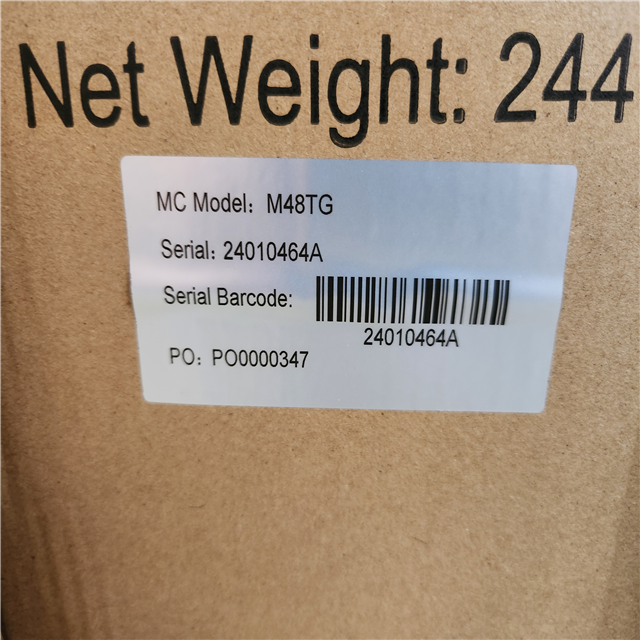 Net Weight: 244
MC Model: M48TG
Serial: 24010464A
Serial Barcode:
24010464A
PO: PO0000347